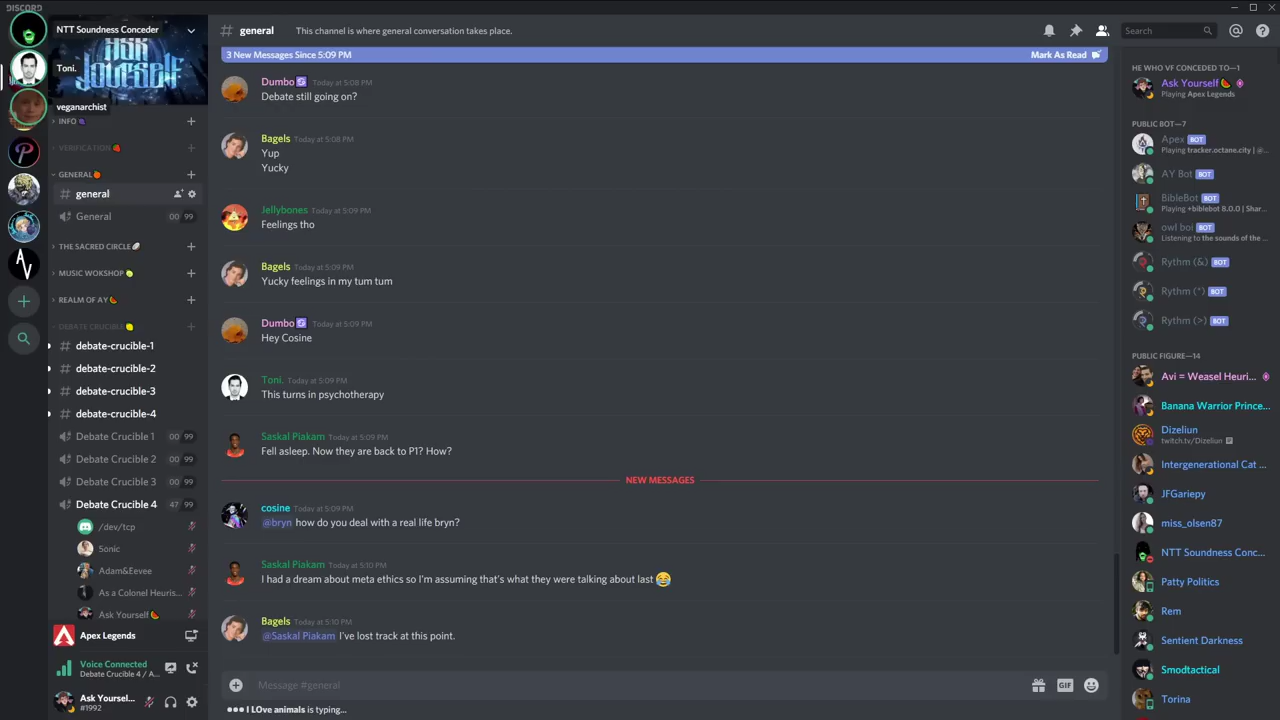 DISCORD
NTT Soundness Conceder
ASK
YOURSELF
Toni.
veganarchist
INFO
VERIFICATION
GENERAL
general
General 00 99
THE SACRED CIRCLE
MUSIC WOKSHOP
REALM OF AY
DEBATE CRUCIBLE
debate-crucible-1
debate-crucible-2
debate-crucible-3
debate-crucible-4
Debate Crucible 1 00 99
Debate Crucible 2 00 99
Debate Crucible 3 00 99
Debate Crucible 4 47 99
/dev/tcp
Sonic
Adam&Eevee
As a Colonel Heuris...
Ask Yourself
Apex Legends
Voice Connected
Debate Crucible 4 / A...
Ask Yoursel...
#1992
# general This channel is where general conversation takes place.
Search
3 New Messages Since 5:09 PM Mark As Read
Dumbo Today at 5:08 PM
Debate still going on?
Bagels Today at 5:08 PM
Yup
Yucky
Jellybones Today at 5:09 PM
Feelings tho
Bagels Today at 5:09 PM
Yucky feelings in my tum tum
Dumbo Today at 5:09 PM
Hey Cosine
Toni. Today at 5:09 PM
This turns in psychotherapy
Saskal Piakam Today at 5:09 PM
Fell asleep. Now they are back to P1? How?
NEW MESSAGES
cosine Today at 5:09 PM
@bryn how do you deal with a real life bryn?
Saskal Piakam Today at 5:10 PM
I had a dream about meta ethics so I'm assuming that's what they were talking about last 😂
Bagels Today at 5:10 PM
@Saskal Piakam I've lost track at this point.
Message #general
GIF
I LOve animals is typing...
HE WHO VF CONCEDED TO—1
Ask Yourself
Playing Apex Legends
PUBLIC BOT—7
Apex BOT
Playing tracker.octane.city | @...
AY Bot BOT
BibleBot BOT
Playing +biblebot 8.0.0 | Shar...
owl boi BOT
Listening to the sounds of the ...
Rythm (&) BOT
Rythm (*) BOT
Rythm (>) BOT
PUBLIC FIGURE—14
Avi = Weasel Heuri...
Banana Warrior Prince...
Dizeliun
twitch.tv/Dizeliun
Intergenerational Cat ...
JFGariepy
miss_olsen87
NTT Soundness Conc...
Patty Politics
Rem
Sentient Darkness
Smodtactical
Torina